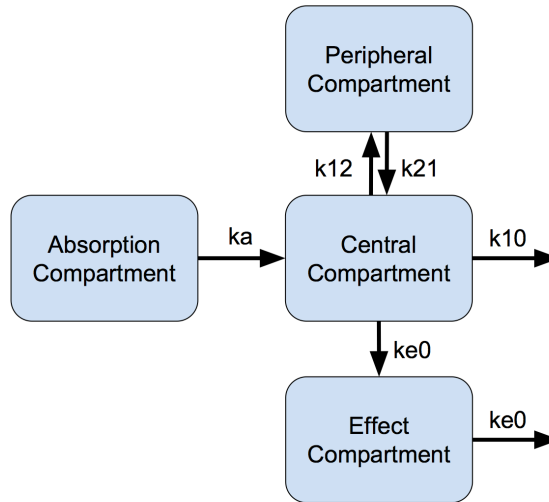 Peripheral
Compartment
k12
k21
Absorption
Compartment
ka
Central
Compartment
k10
ke0
Effect
Compartment
ke0